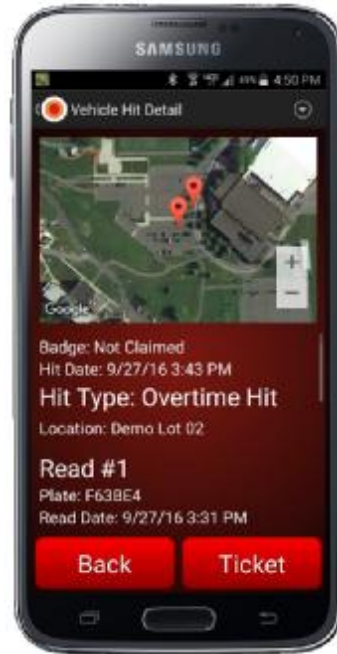 SAMSUNG
4:50 PM
Vehicle Hit Detail
Google
+
−
Badge: Not Claimed
Hit Date: 9/27/16 3:43 PM
Hit Type: Overtime Hit
Location: Demo Lot 02
Read #1
Plate: F63BE4
Read Date: 9/27/16 3:31 PM
Back
Ticket